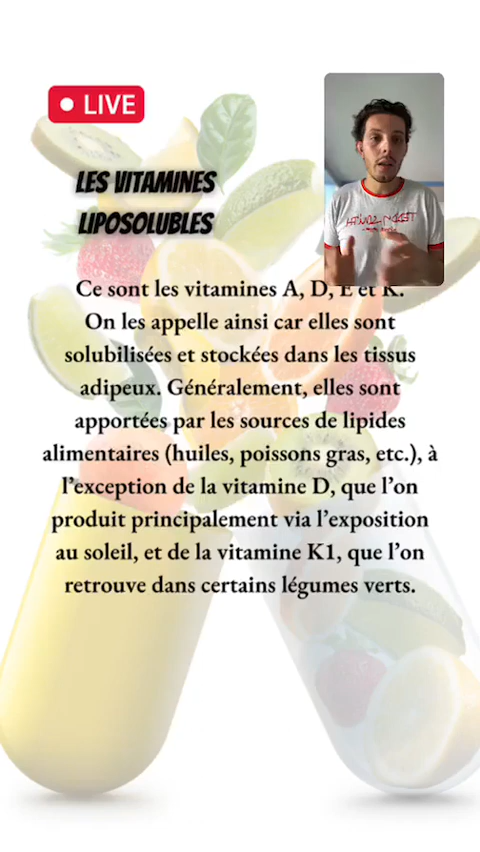 LIVE
LES VITAMINES
LIPOSOLUBLES
Ce sont les vitamines A, D, E et K.
On les appelle ainsi car elles sont
solubilisées et stockées dans les tissus
adipeux. Généralement, elles sont
apportées par les sources de lipides
alimentaires (huiles, poissons gras, etc.), à
l’exception de la vitamine D, que l’on
produit principalement via l’exposition
au soleil, et de la vitamine K1, que l’on
retrouve dans certains légumes verts.